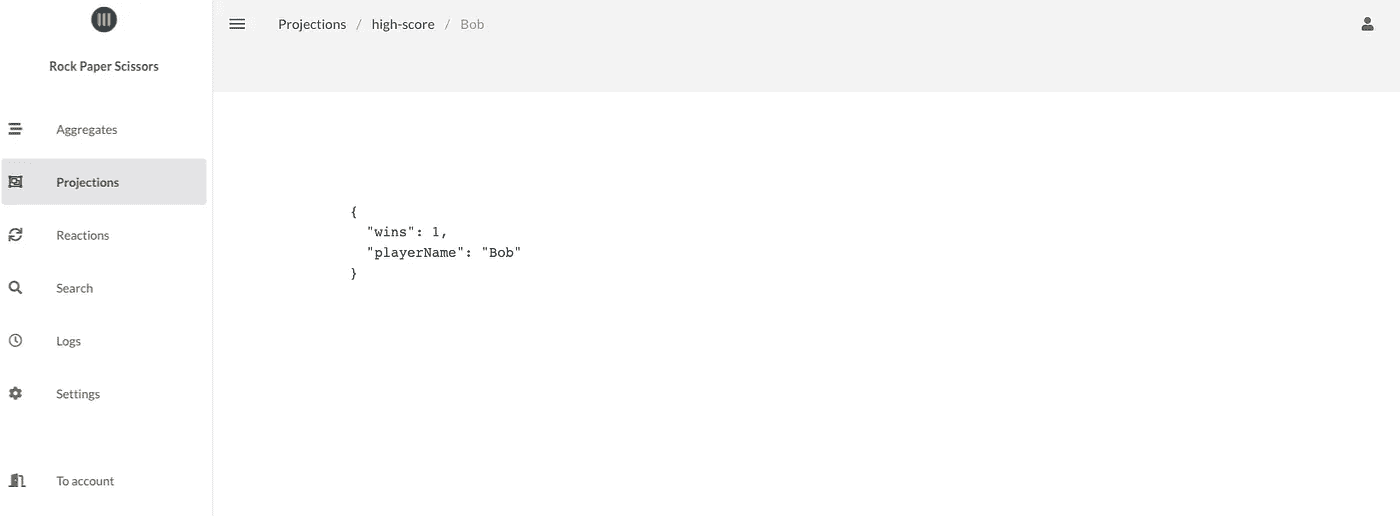 Rock Paper Scissors
Aggregates
Projections
Reactions
Search
Logs
Settings
To account
Projections / high-score / Bob
{
  "wins": 1,
  "playerName": "Bob"
}